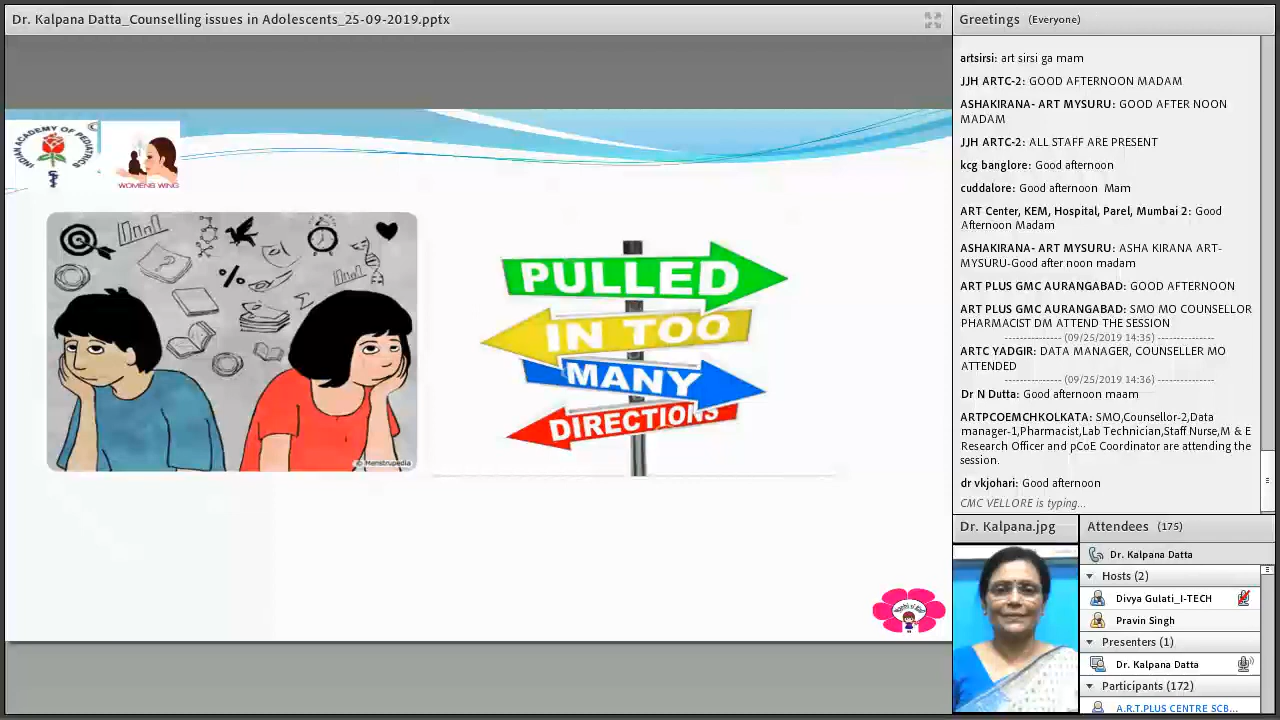 Dr. Kalpana Datta_Counselling issues in Adolescents_25-09-2019.pptx
INDIAN ACADEMY OF PEDIATRICS
WOMENS WING
%
Σ
© Menstrupedia
PULLED
IN TOO
MANY
DIRECTIONS
Greetings (Everyone)
artsirsi: art sirsi ga mam
JJH ARTC-2: GOOD AFTERNOON MADAM
ASHAKIRANA- ART MYSURU: GOOD AFTER NOON
MADAM
JJH ARTC-2: ALL STAFF ARE PRESENT
kcg banglore: Good afternoon
cuddalore: Good afternoon Mam
ART Center, KEM, Hospital, Parel, Mumbai 2: Good
Afternoon Madam
ASHAKIRANA- ART MYSURU: ASHA KIRANA ART-
MYSURU-Good after noon madam
ART PLUS GMC AURANGABAD: GOOD AFTERNOON
ART PLUS GMC AURANGABAD: SMO MO COUNSELLOR
PHARMACIST DM ATTEND THE SESSION
--------------- (09/25/2019 14:35) ---------------
ARTC YADGIR: DATA MANAGER, COUNSELLER MO
ATTENDED
--------------- (09/25/2019 14:36) ---------------
Dr N Dutta: Good afternoon maam
ARTPCOEMCHKOLKATA: SMO,Counsellor-2,Data
manager-1,Pharmacist,Lab Technician,Staff Nurse,M & E
Research Officer and pCoE Coordinator are attending the
session.
dr vkjohari: Good afternoon
CMC VELLORE is typing...
Dr. Kalpana.jpg
Attendees (175)
Dr. Kalpana Datta
Hosts (2)
Divya Gulati_I-TECH
Pravin Singh
Presenters (1)
Dr. Kalpana Datta
Participants (172)
A.R.T.PLUS CENTRE SCB...